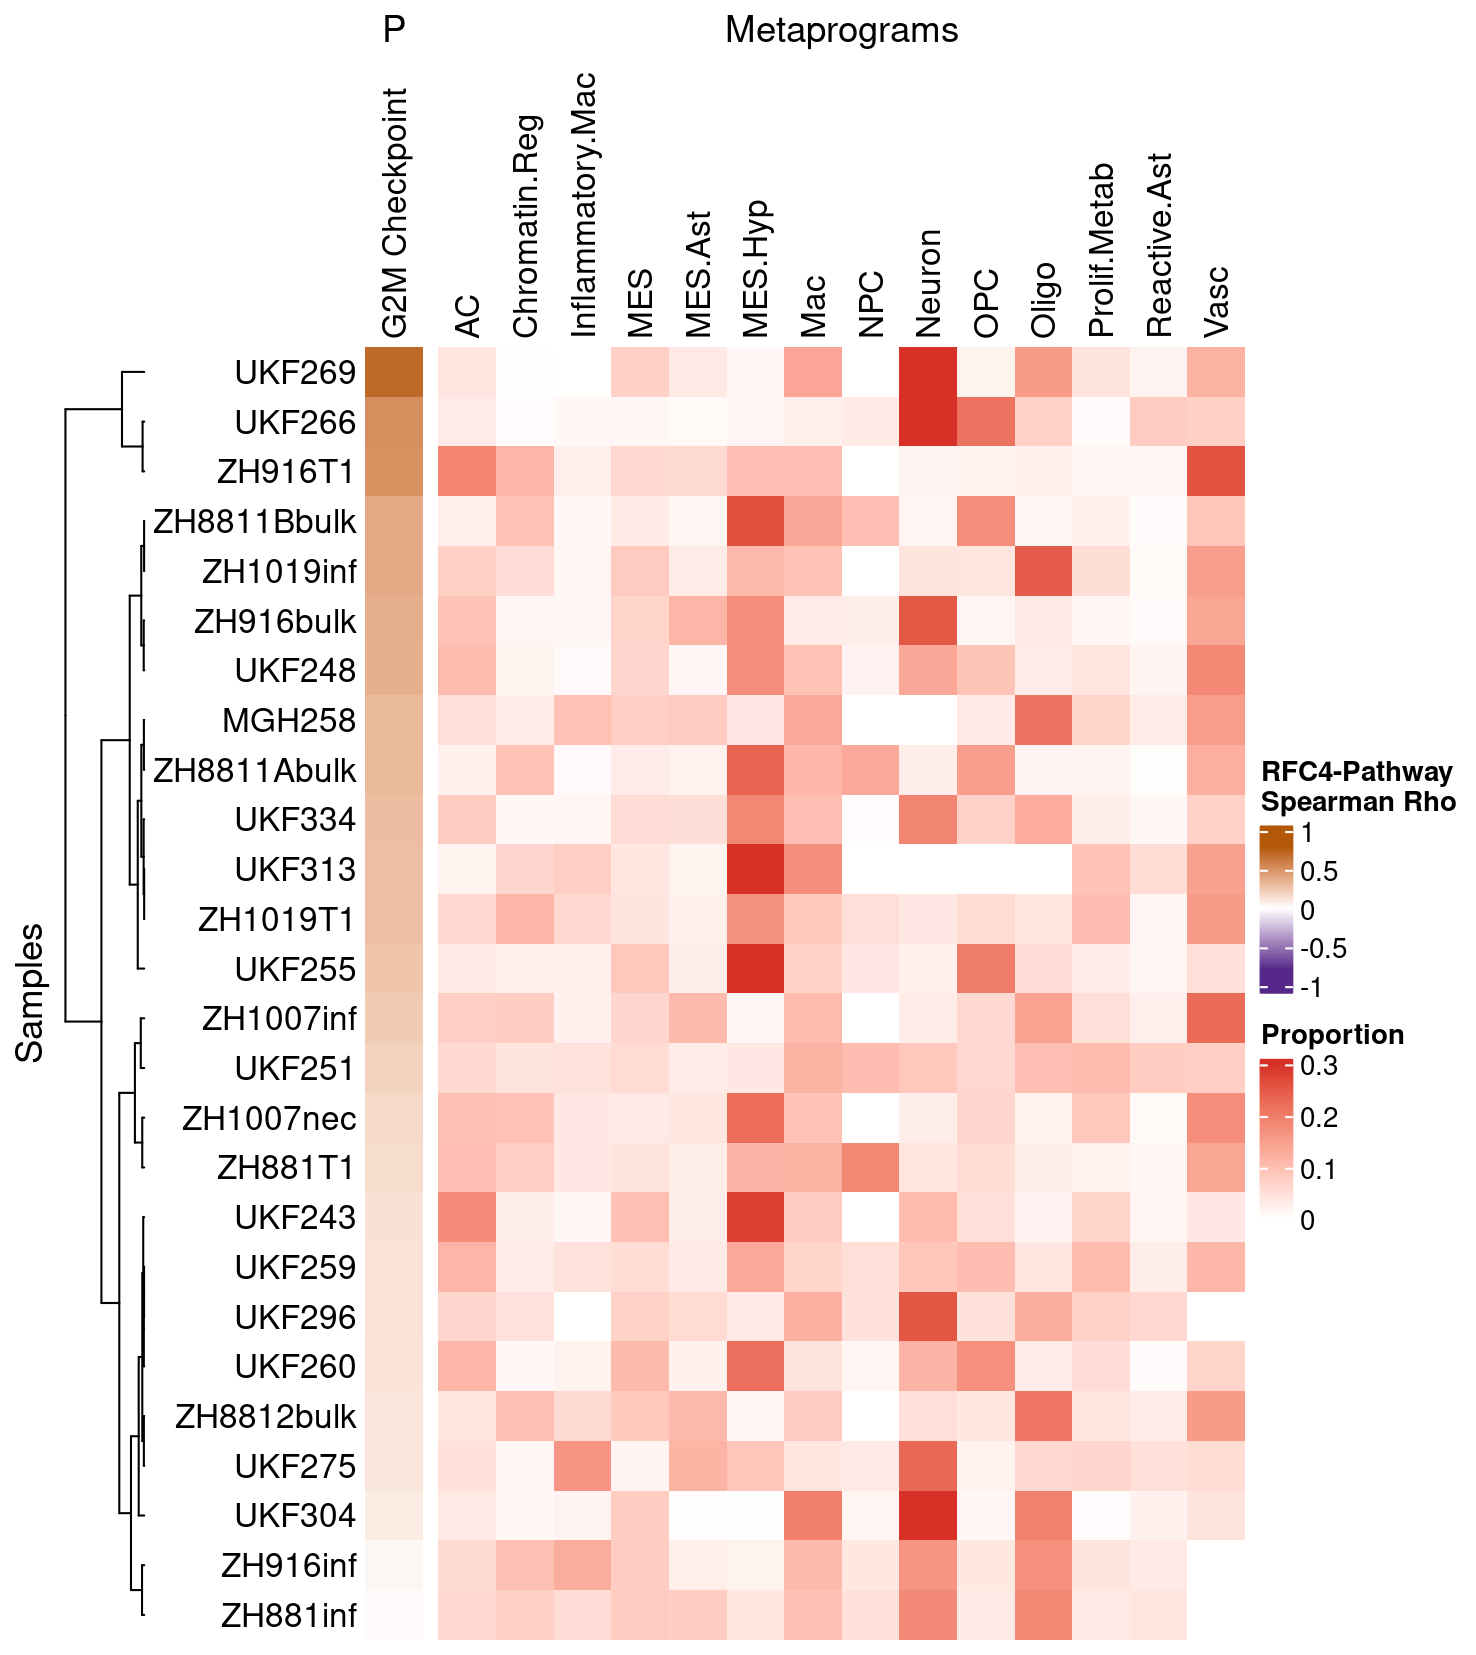 P
Metaprograms
G2M Checkpoint
AC
Chromatin.Reg
Inflammatory.Mac
MES
MES.Ast
MES.Hyp
Mac
NPC
Neuron
OPC
Oligo
Prolif.Metab
Reactive.Ast
Vasc
Samples
UKF269
UKF266
ZH916T1
ZH8811Bbulk
ZH1019inf
ZH916bulk
UKF248
MGH258
ZH8811Abulk
UKF334
UKF313
ZH1019T1
UKF255
ZH1007inf
UKF251
ZH1007nec
ZH881T1
UKF243
UKF259
UKF296
UKF260
ZH8812bulk
UKF275
UKF304
ZH916inf
ZH881inf
RFC4-Pathway
Spearman Rho
1
0.5
0
-0.5
-1
Proportion
0.3
0.2
0.1
0